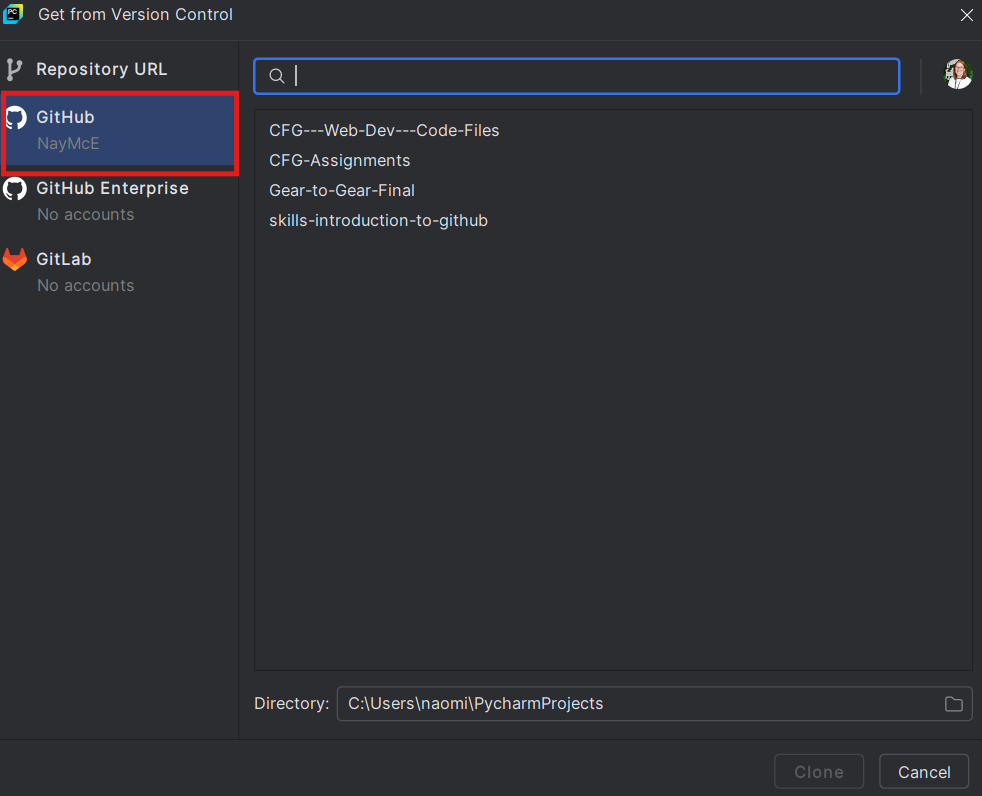 PC
Get from Version Control
Repository URL
GitHub
NayMcE
GitHub Enterprise
No accounts
GitLab
No accounts
CFG---Web-Dev---Code-Files
CFG-Assignments
Gear-to-Gear-Final
skills-introduction-to-github
Directory: C:\Users\naomi\PycharmProjects
Clone Cancel